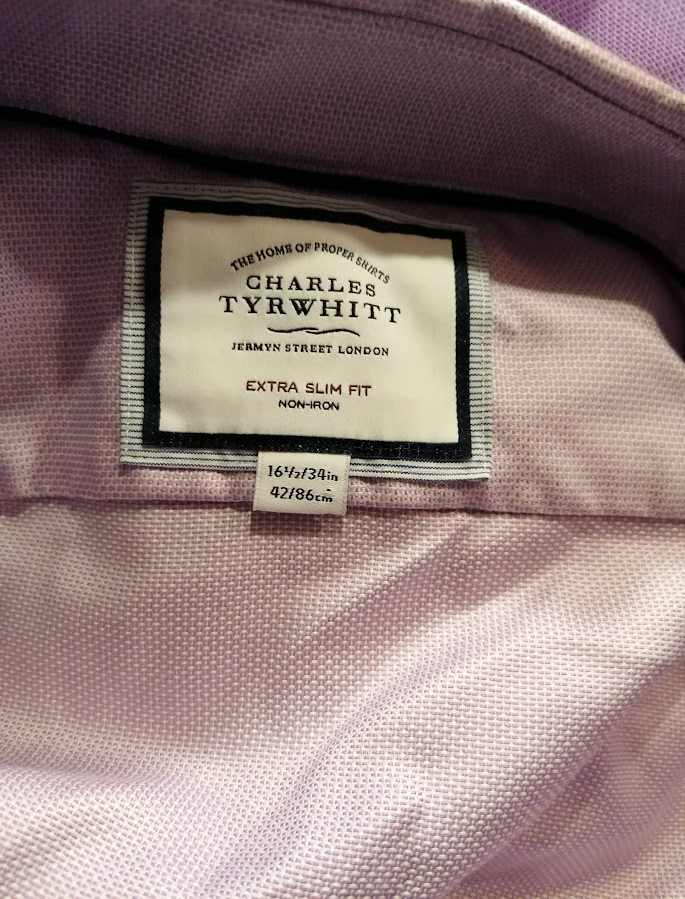 THE HOME OF PROPER SHIRTS
CHARLES
TYRWHITT
JERMYN STREET LONDON
EXTRA SLIM FIT
NON-IRON
16½/34in
42/86cm